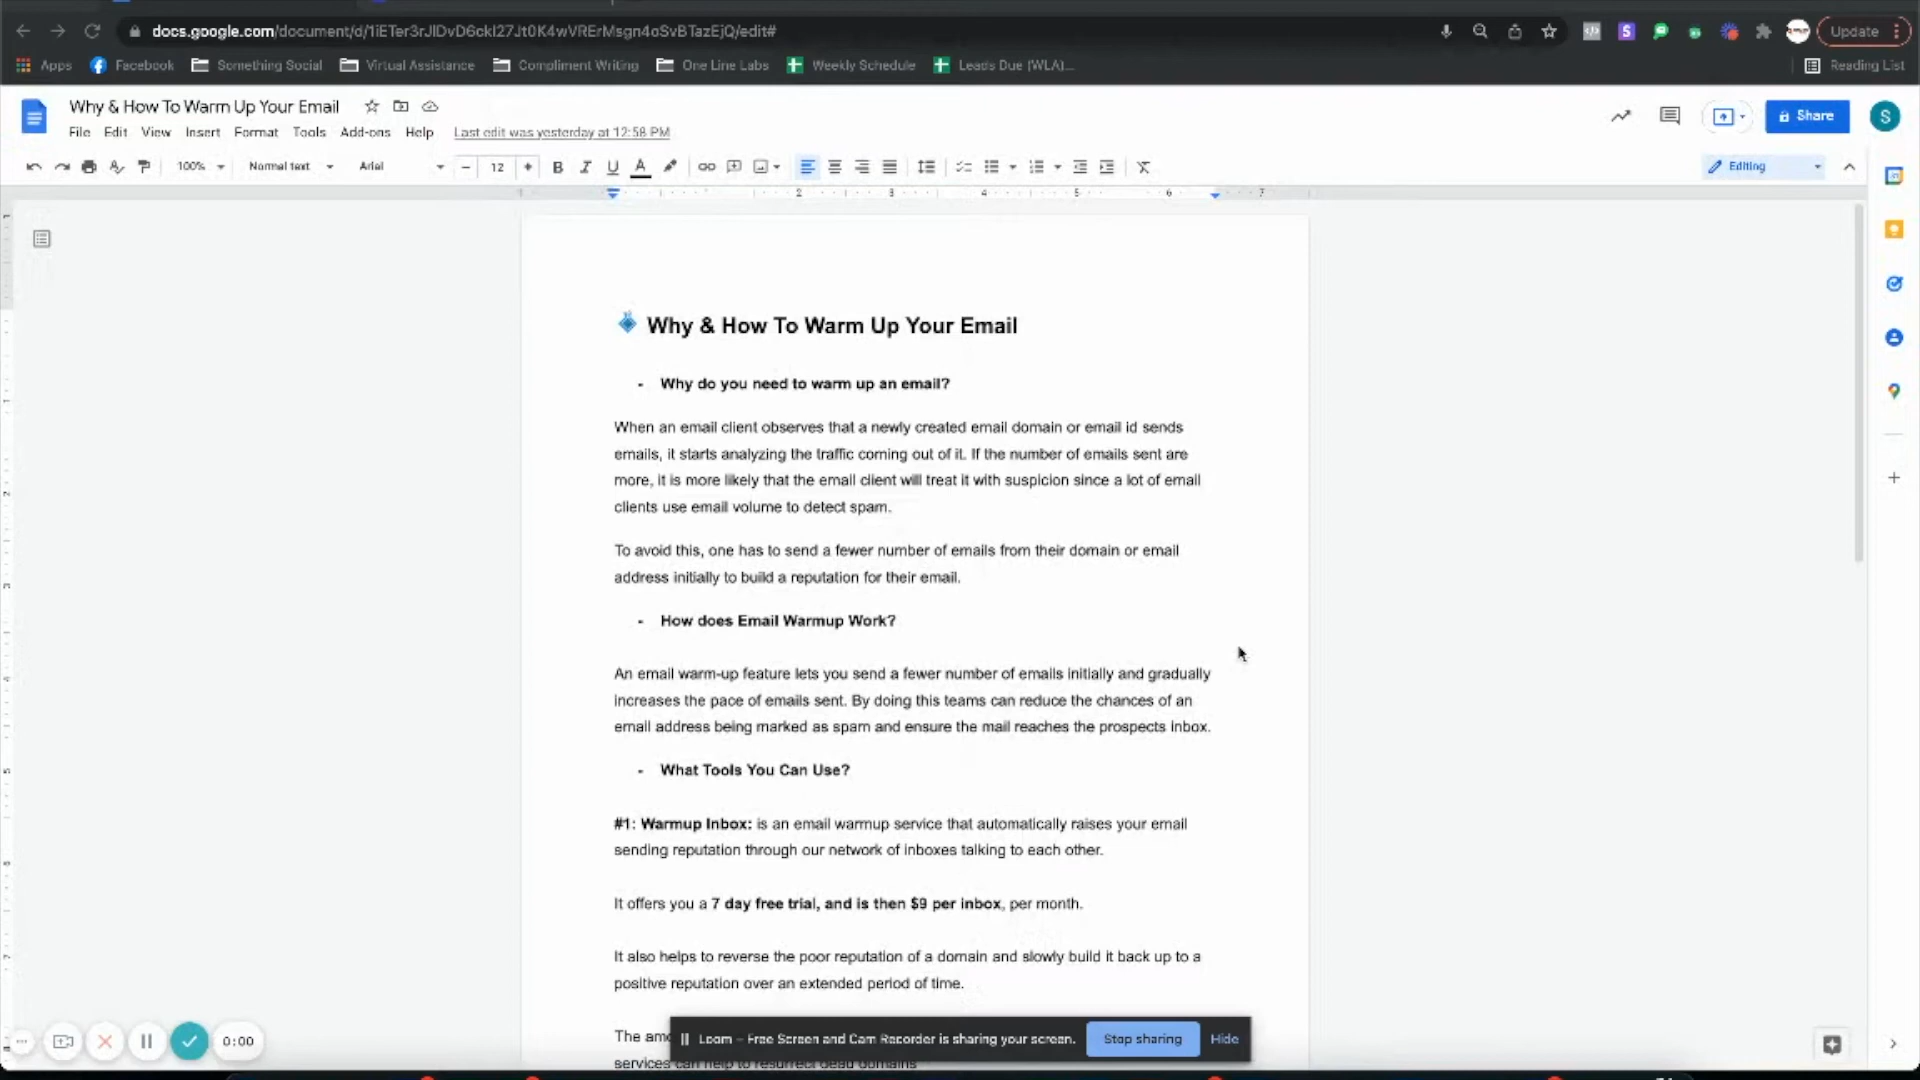 docs.google.com/document/d/1iETer3rJlDvD6ckI27Jt0K4wVRErMsgn4oSvBTazEjQ/edit#
Update
Apps
Facebook
Something Social
Virtual Assistance
Compliment Writing
One Line Labs
Weekly Schedule
Leads Due (WLA)...
Reading List
Why & How To Warm Up Your Email
File Edit View Insert Format Tools Add-ons Help Last edit was yesterday at 12:58 PM
Share
S
100% Normal text Arial 12 Editing
2 3 4 5 6 7
Why & How To Warm Up Your Email
- Why do you need to warm up an email?
When an email client observes that a newly created email domain or email id sends
emails, it starts analyzing the traffic coming out of it. If the number of emails sent are
more, it is more likely that the email client will treat it with suspicion since a lot of email
clients use email volume to detect spam.
To avoid this, one has to send a fewer number of emails from their domain or email
address initially to build a reputation for their email.
- How does Email Warmup Work?
An email warm-up feature lets you send a fewer number of emails initially and gradually
increases the pace of emails sent. By doing this teams can reduce the chances of an
email address being marked as spam and ensure the mail reaches the prospects inbox.
- What Tools You Can Use?
#1: Warmup Inbox: is an email warmup service that automatically raises your email
sending reputation through our network of inboxes talking to each other.
It offers you a 7 day free trial, and is then $9 per inbox, per month.
It also helps to reverse the poor reputation of a domain and slowly build it back up to a
positive reputation over an extended period of time.
The
services can help to resurrect dead domains
0:00
Loom – Free Screen and Cam Recorder is sharing your screen.
Stop sharing
Hide